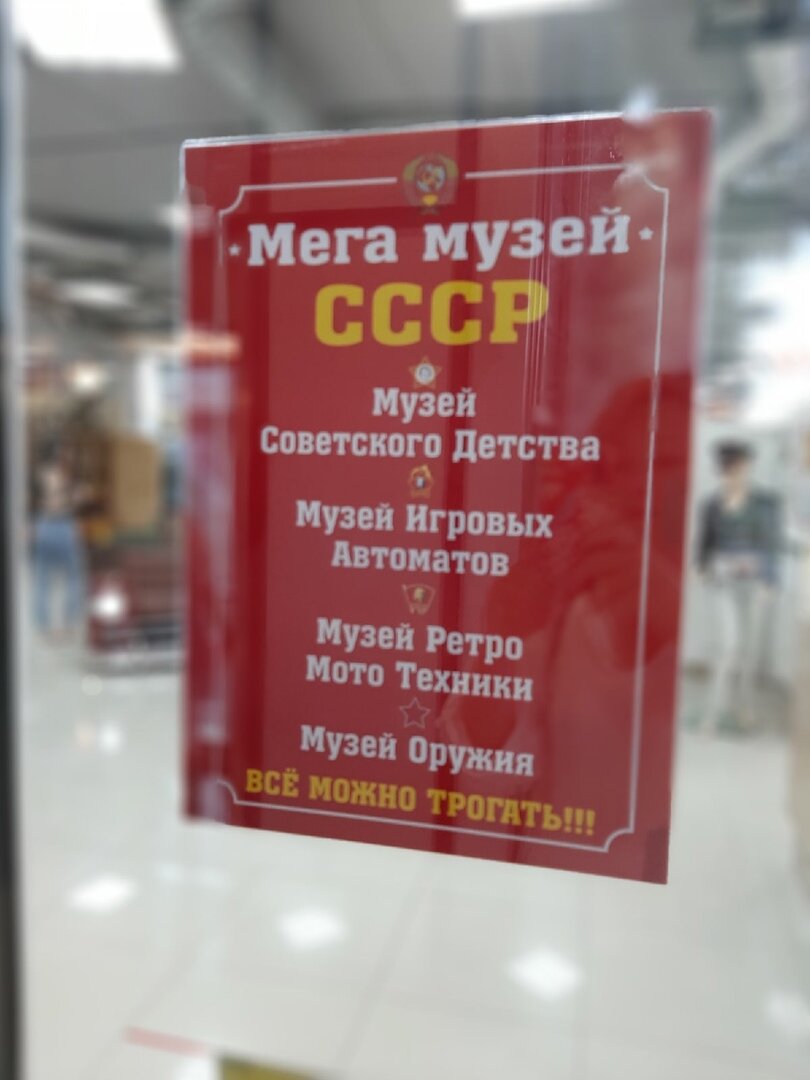 Мега музей
СССР
Музей
Советского Детства
Музей Игровых
Автоматов
Музей Ретро
Мото Техники
Музей Оружия
ВСЁ МОЖНО ТРОГАТЬ!!!